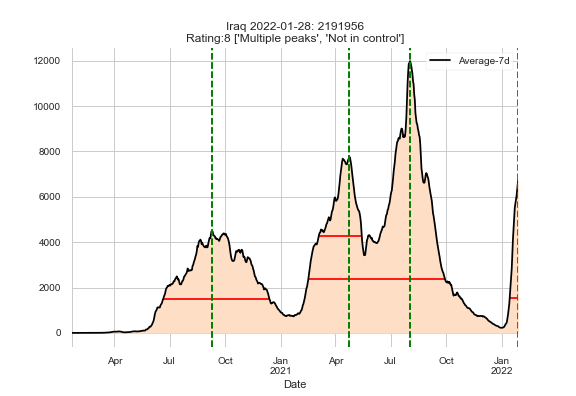 Iraq 2022-01-28: 2191956
Rating:8 ['Multiple peaks', 'Not in control']
Average-7d
12000
10000
8000
6000
4000
2000
0
Apr Jul Oct Jan Apr Jul Oct Jan
2021 2022
Date